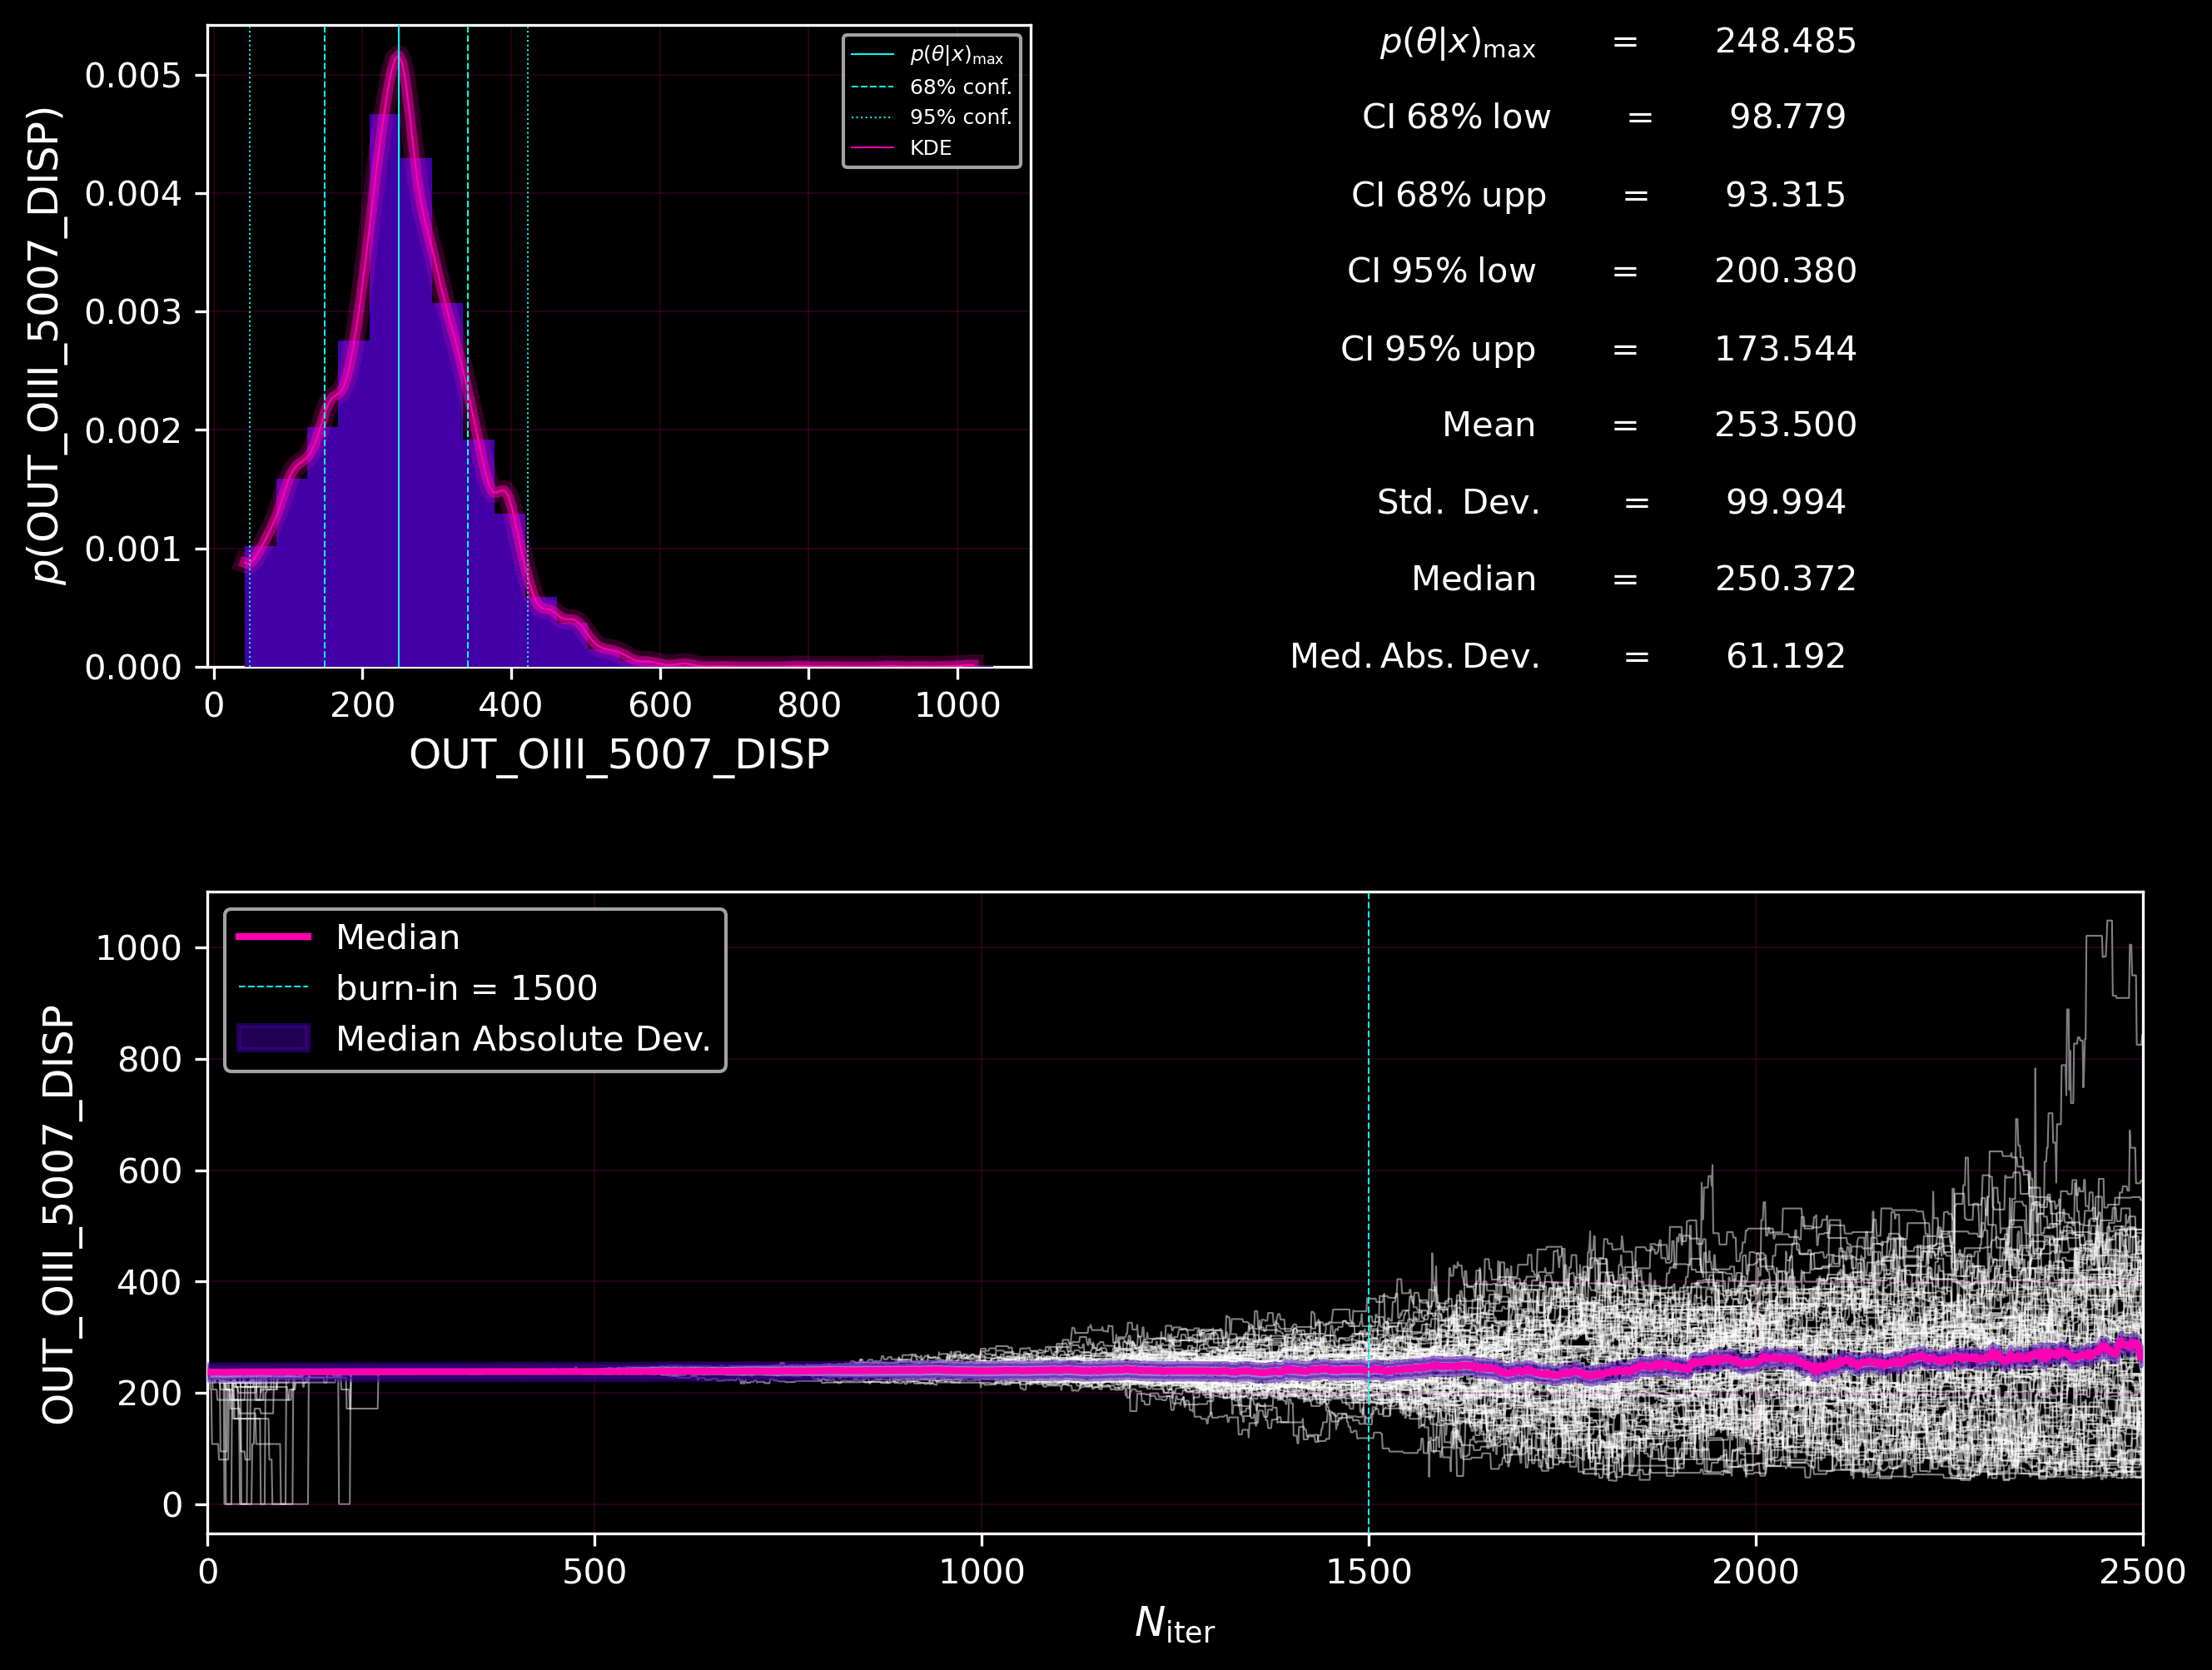 p(OUT_OIII_5007_DISP)
0.005
0.004
0.003
0.002
0.001
0.000
0 200 400 600 800 1000
OUT_OIII_5007_DISP
p(θ|x)max
68% conf.
95% conf.
KDE
p(θ|x)max = 248.485
CI 68% low = 98.779
CI 68% upp = 93.315
CI 95% low = 200.380
CI 95% upp = 173.544
Mean = 253.500
Std. Dev. = 99.994
Median = 250.372
Med. Abs. Dev. = 61.192
OUT_OIII_5007_DISP
1000
800
600
400
200
0
Median
burn-in = 1500
Median Absolute Dev.
0 500 1000 1500 2000 2500
Niter